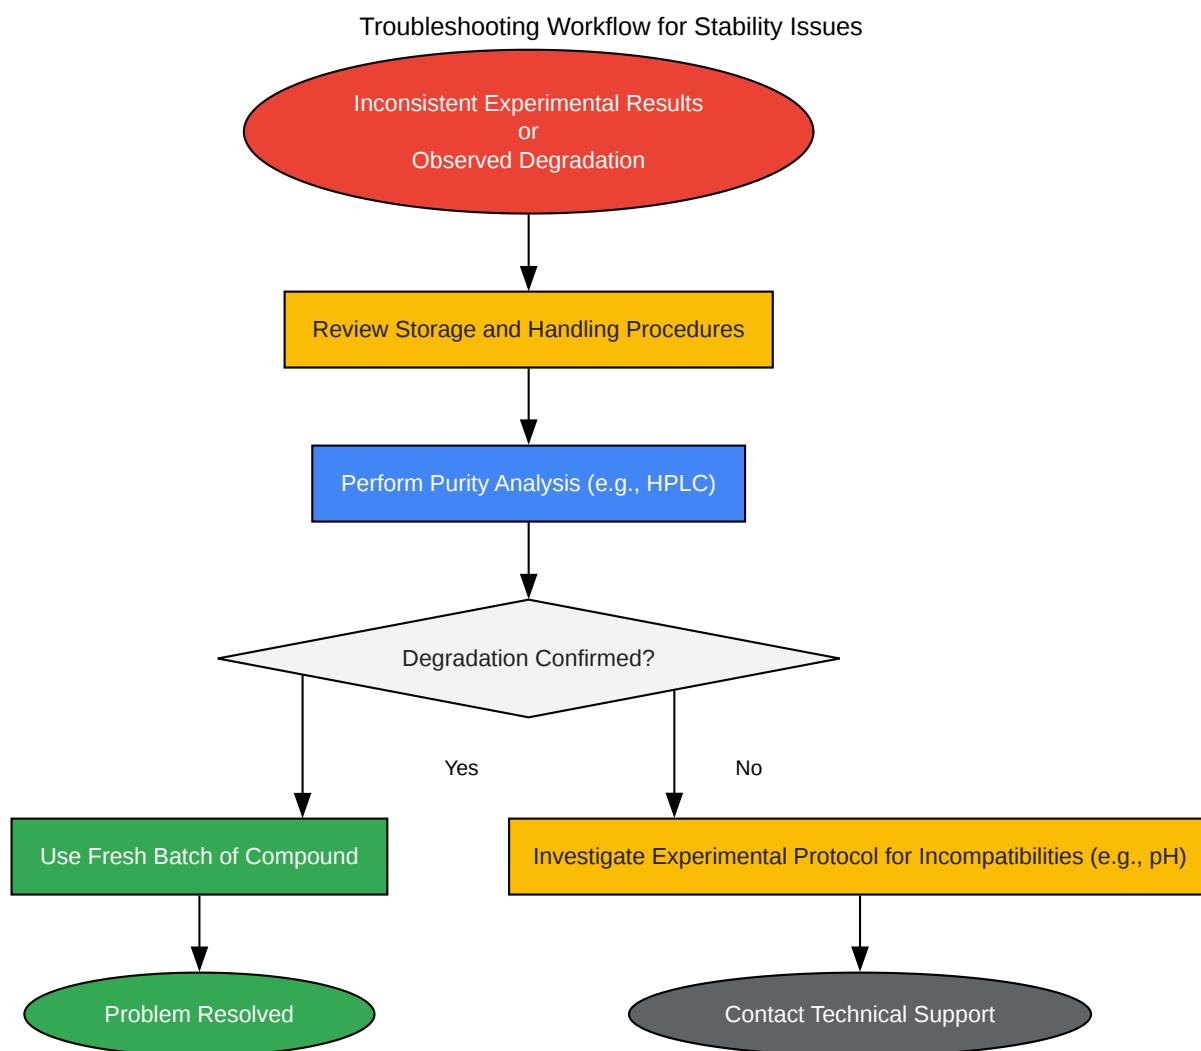 Troubleshooting Workflow for Stability Issues
Inconsistent Experimental Results
or
Observed Degradation
Review Storage and Handling Procedures
Perform Purity Analysis (e.g., HPLC)
Degradation Confirmed?
Yes
No
Use Fresh Batch of Compound
Investigate Experimental Protocol for Incompatibilities (e.g., pH)
Problem Resolved
Contact Technical Support